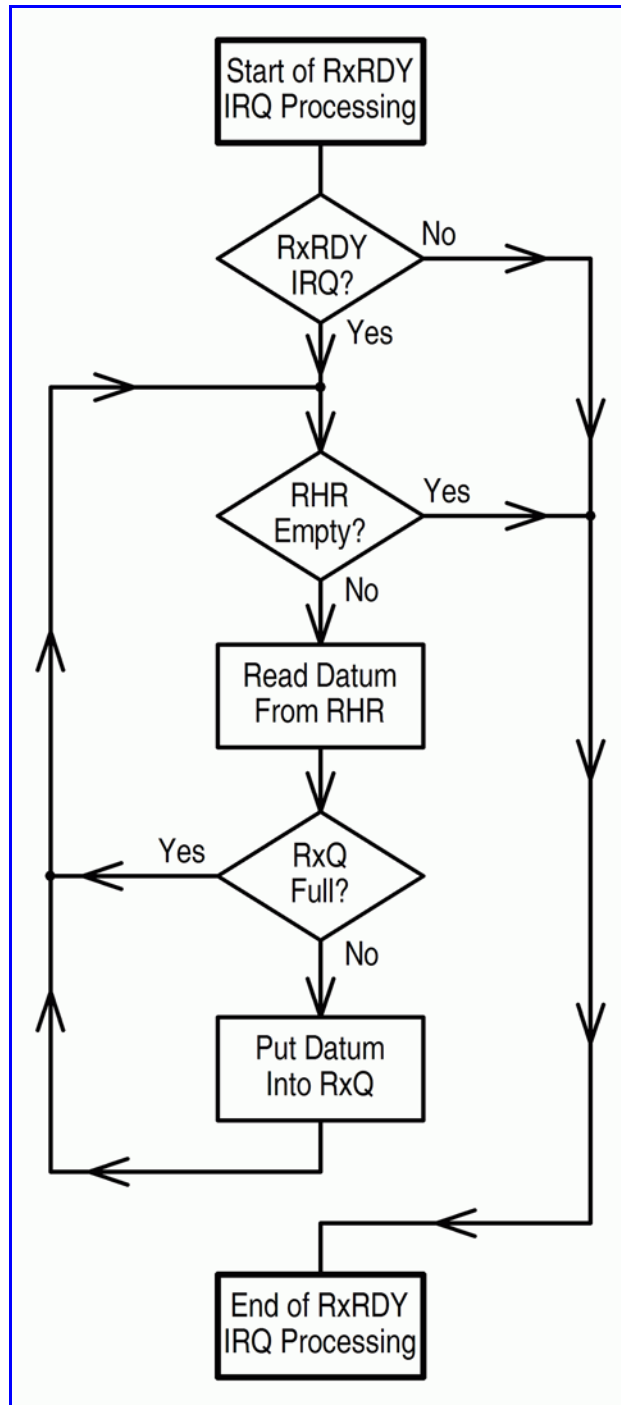 Start of RxRDY
IRQ Processing
RxRDY
IRQ?
No
Yes
RHR
Empty?
Yes
No
Read Datum
From RHR
RxQ
Full?
Yes
No
Put Datum
Into RxQ
End of RxRDY
IRQ Processing